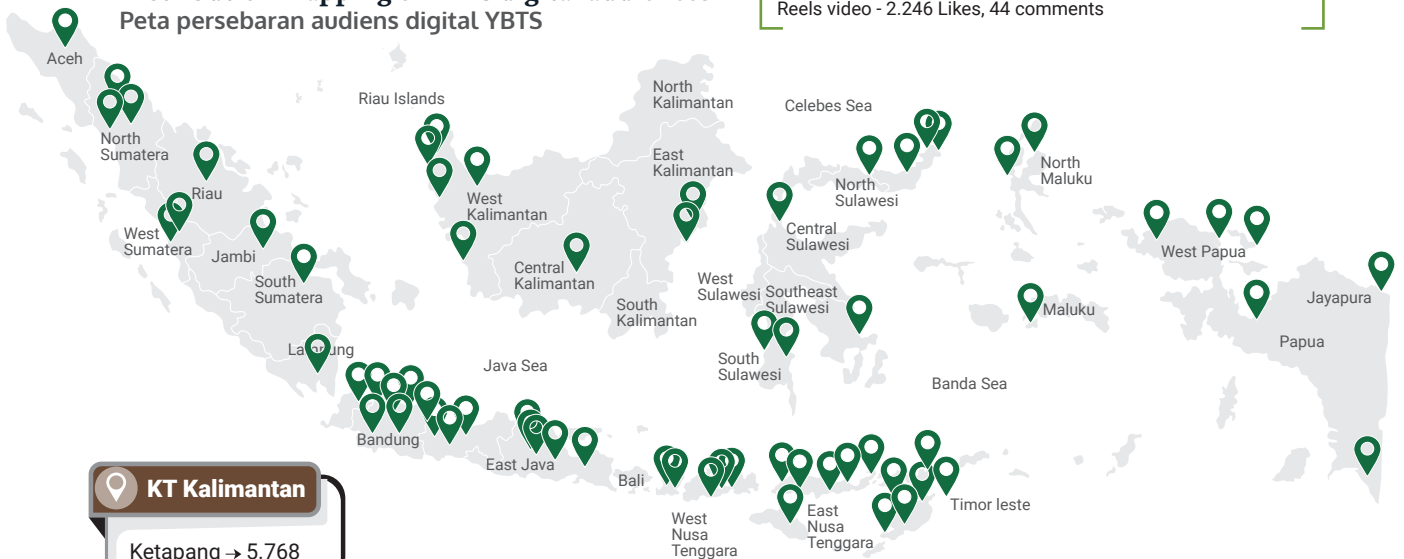 Peta persebaran audiens digital YBTS
Reels video - 2.246 Likes, 44 comments
Aceh
North
Sumatera
Riau
West
Sumatera
Jambi
South
Sumatera
Lampung
Riau Islands
West
Kalimantan
Central
Kalimantan
North
Kalimantan
East
Kalimantan
South
Kalimantan
Celebes Sea
North
Sulawesi
Central
Sulawesi
West
Sulawesi
Southeast
Sulawesi
South
Sulawesi
North
Maluku
Maluku
West Papua
Jayapura
Papua
Java Sea
Banda Sea
Bandung
East Java
Bali
West
Nusa
Tenggara
East
Nusa
Tenggara
Timor leste
KT Kalimantan
Ketapang → 5.768